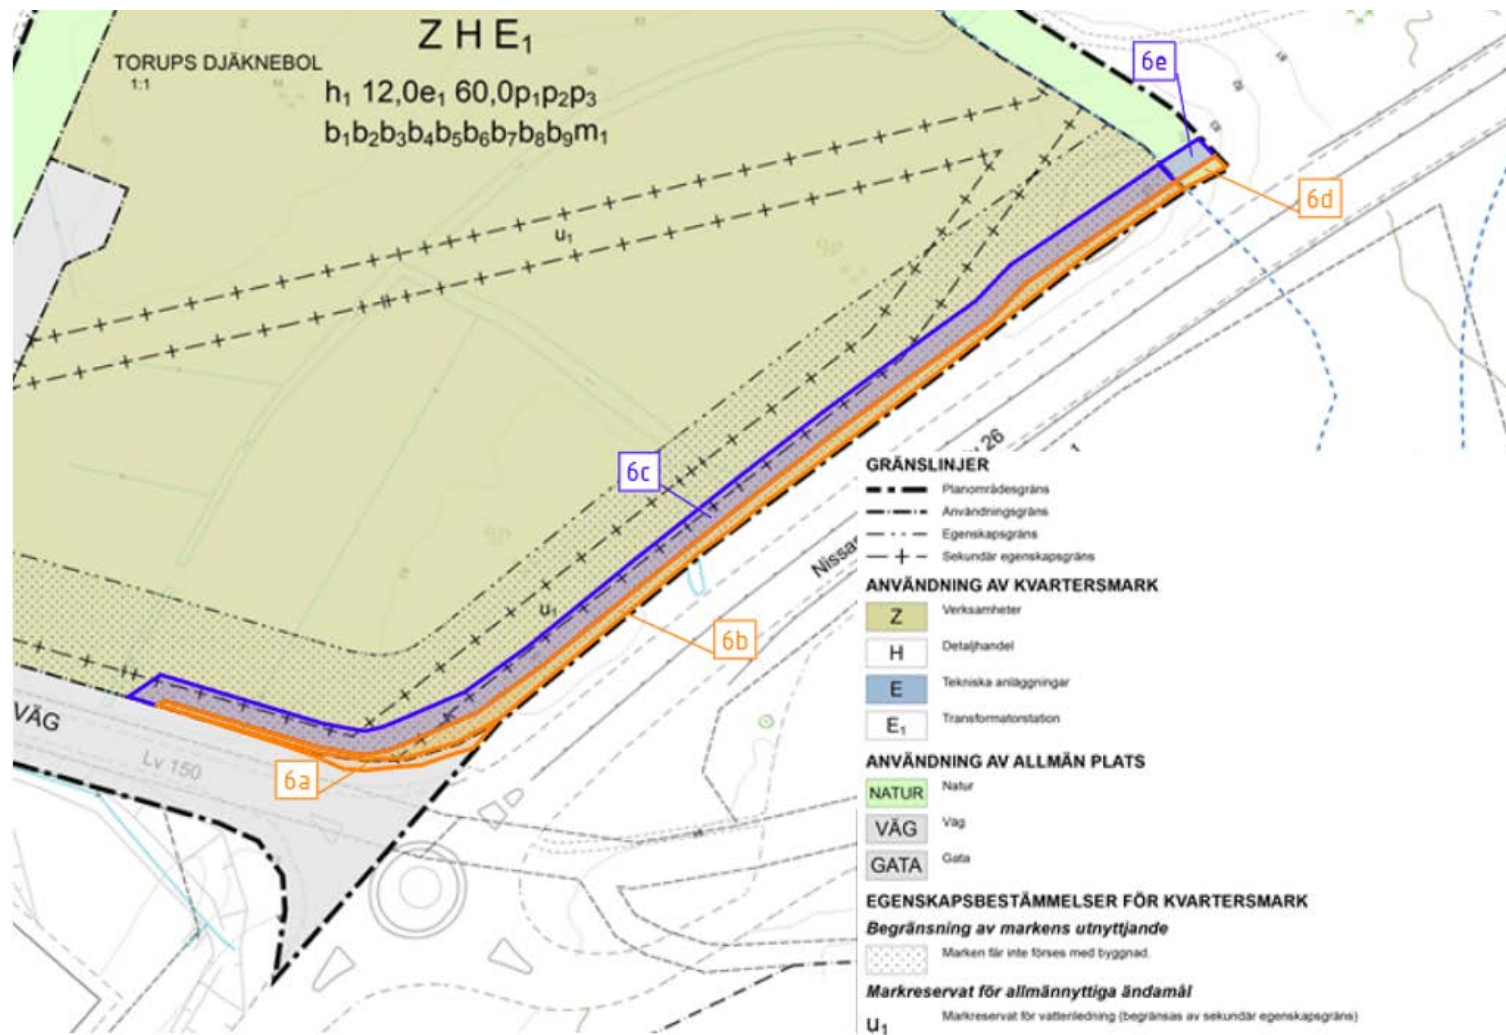 Z H E₁
TORUPS DJÄKNEBOL
1:1
h₁ 12,0e₁ 60,0p₁p₂p₃
b₁b₂b₃b₄b₅b₆b₇b₈b₉m₁
6e
6d
u₁
6c
u₁
6b
6a
VÄG
Lv 150
26
GRÄNSLINJER
Planområdesgräns
Användningsgräns
Egenskapsgräns
Sekundär egenskapsgräns
ANVÄNDNING AV KVARTERSMARK
Z Verksamheter
H Detaljhandel
E Tekniska anläggningar
E₁ Transformatorstation
ANVÄNDNING AV ALLMÄN PLATS
NATUR Natur
VÄG Väg
GATA Gata
EGENSKAPSBESTÄMMELSER FÖR KVARTERSMARK
Begränsning av markens utnyttjande
Marken får inte förses med byggnad.
Markreservat för allmännyttiga ändamål
u₁ Markreservat för vattenledning (begränsas av sekundär egenskapsgräns)